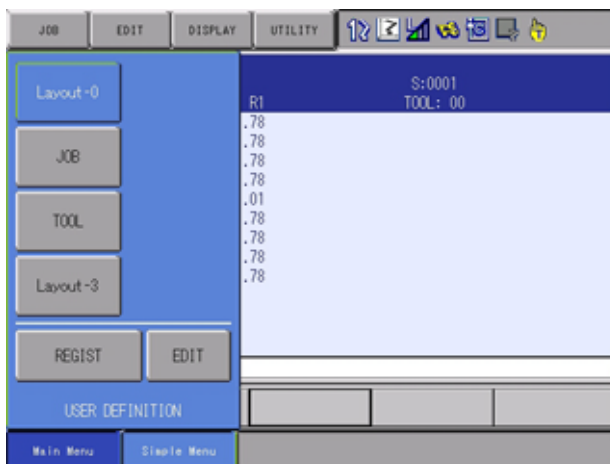 JOB EDIT DISPLAY UTILITY
Layout-0
JOB
TOOL
Layout-3
REGIST EDIT
USER DEFINITION
Main Menu Simple Menu
S:0001
R1 TOOL: 00
.78
.78
.78
.78
.01
.78
.78
.78
.78